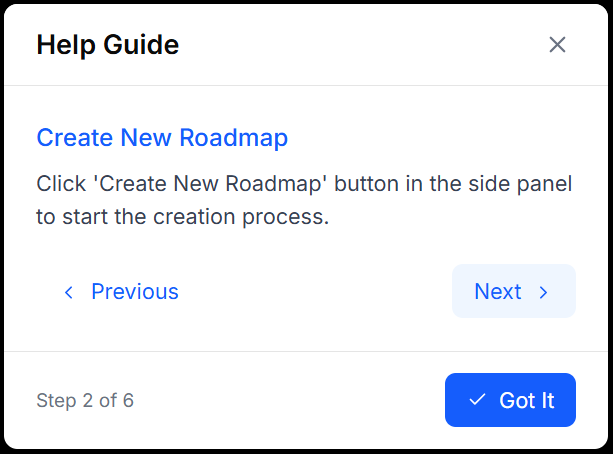 Help Guide
Create New Roadmap
Click 'Create New Roadmap' button in the side panel
to start the creation process.
Previous
Next
Step 2 of 6
Got It